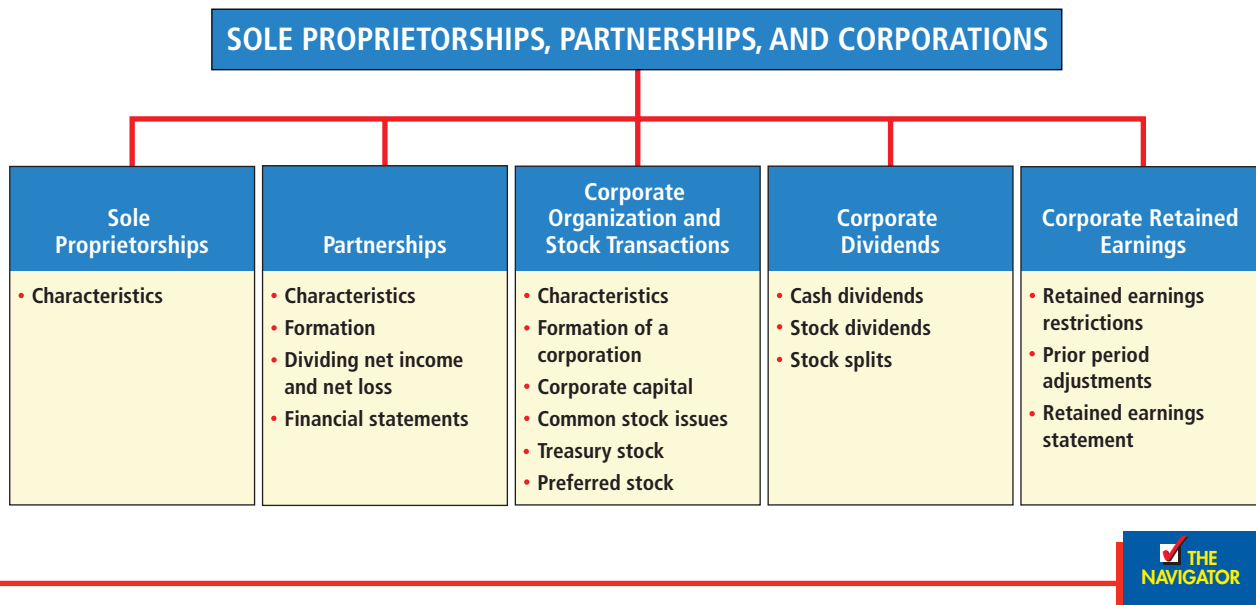 SOLE PROPRIETORSHIPS, PARTNERSHIPS, AND CORPORATIONS
Sole
Proprietorships
• Characteristics
Partnerships
• Characteristics
• Formation
• Dividing net income
and net loss
• Financial statements
Corporate
Organization and
Stock Transactions
• Characteristics
• Formation of a
corporation
• Corporate capital
• Common stock issues
• Treasury stock
• Preferred stock
Corporate
Dividends
• Cash dividends
• Stock dividends
• Stock splits
Corporate Retained
Earnings
• Retained earnings
restrictions
• Prior period
adjustments
• Retained earnings
statement
THE
NAVIGATOR